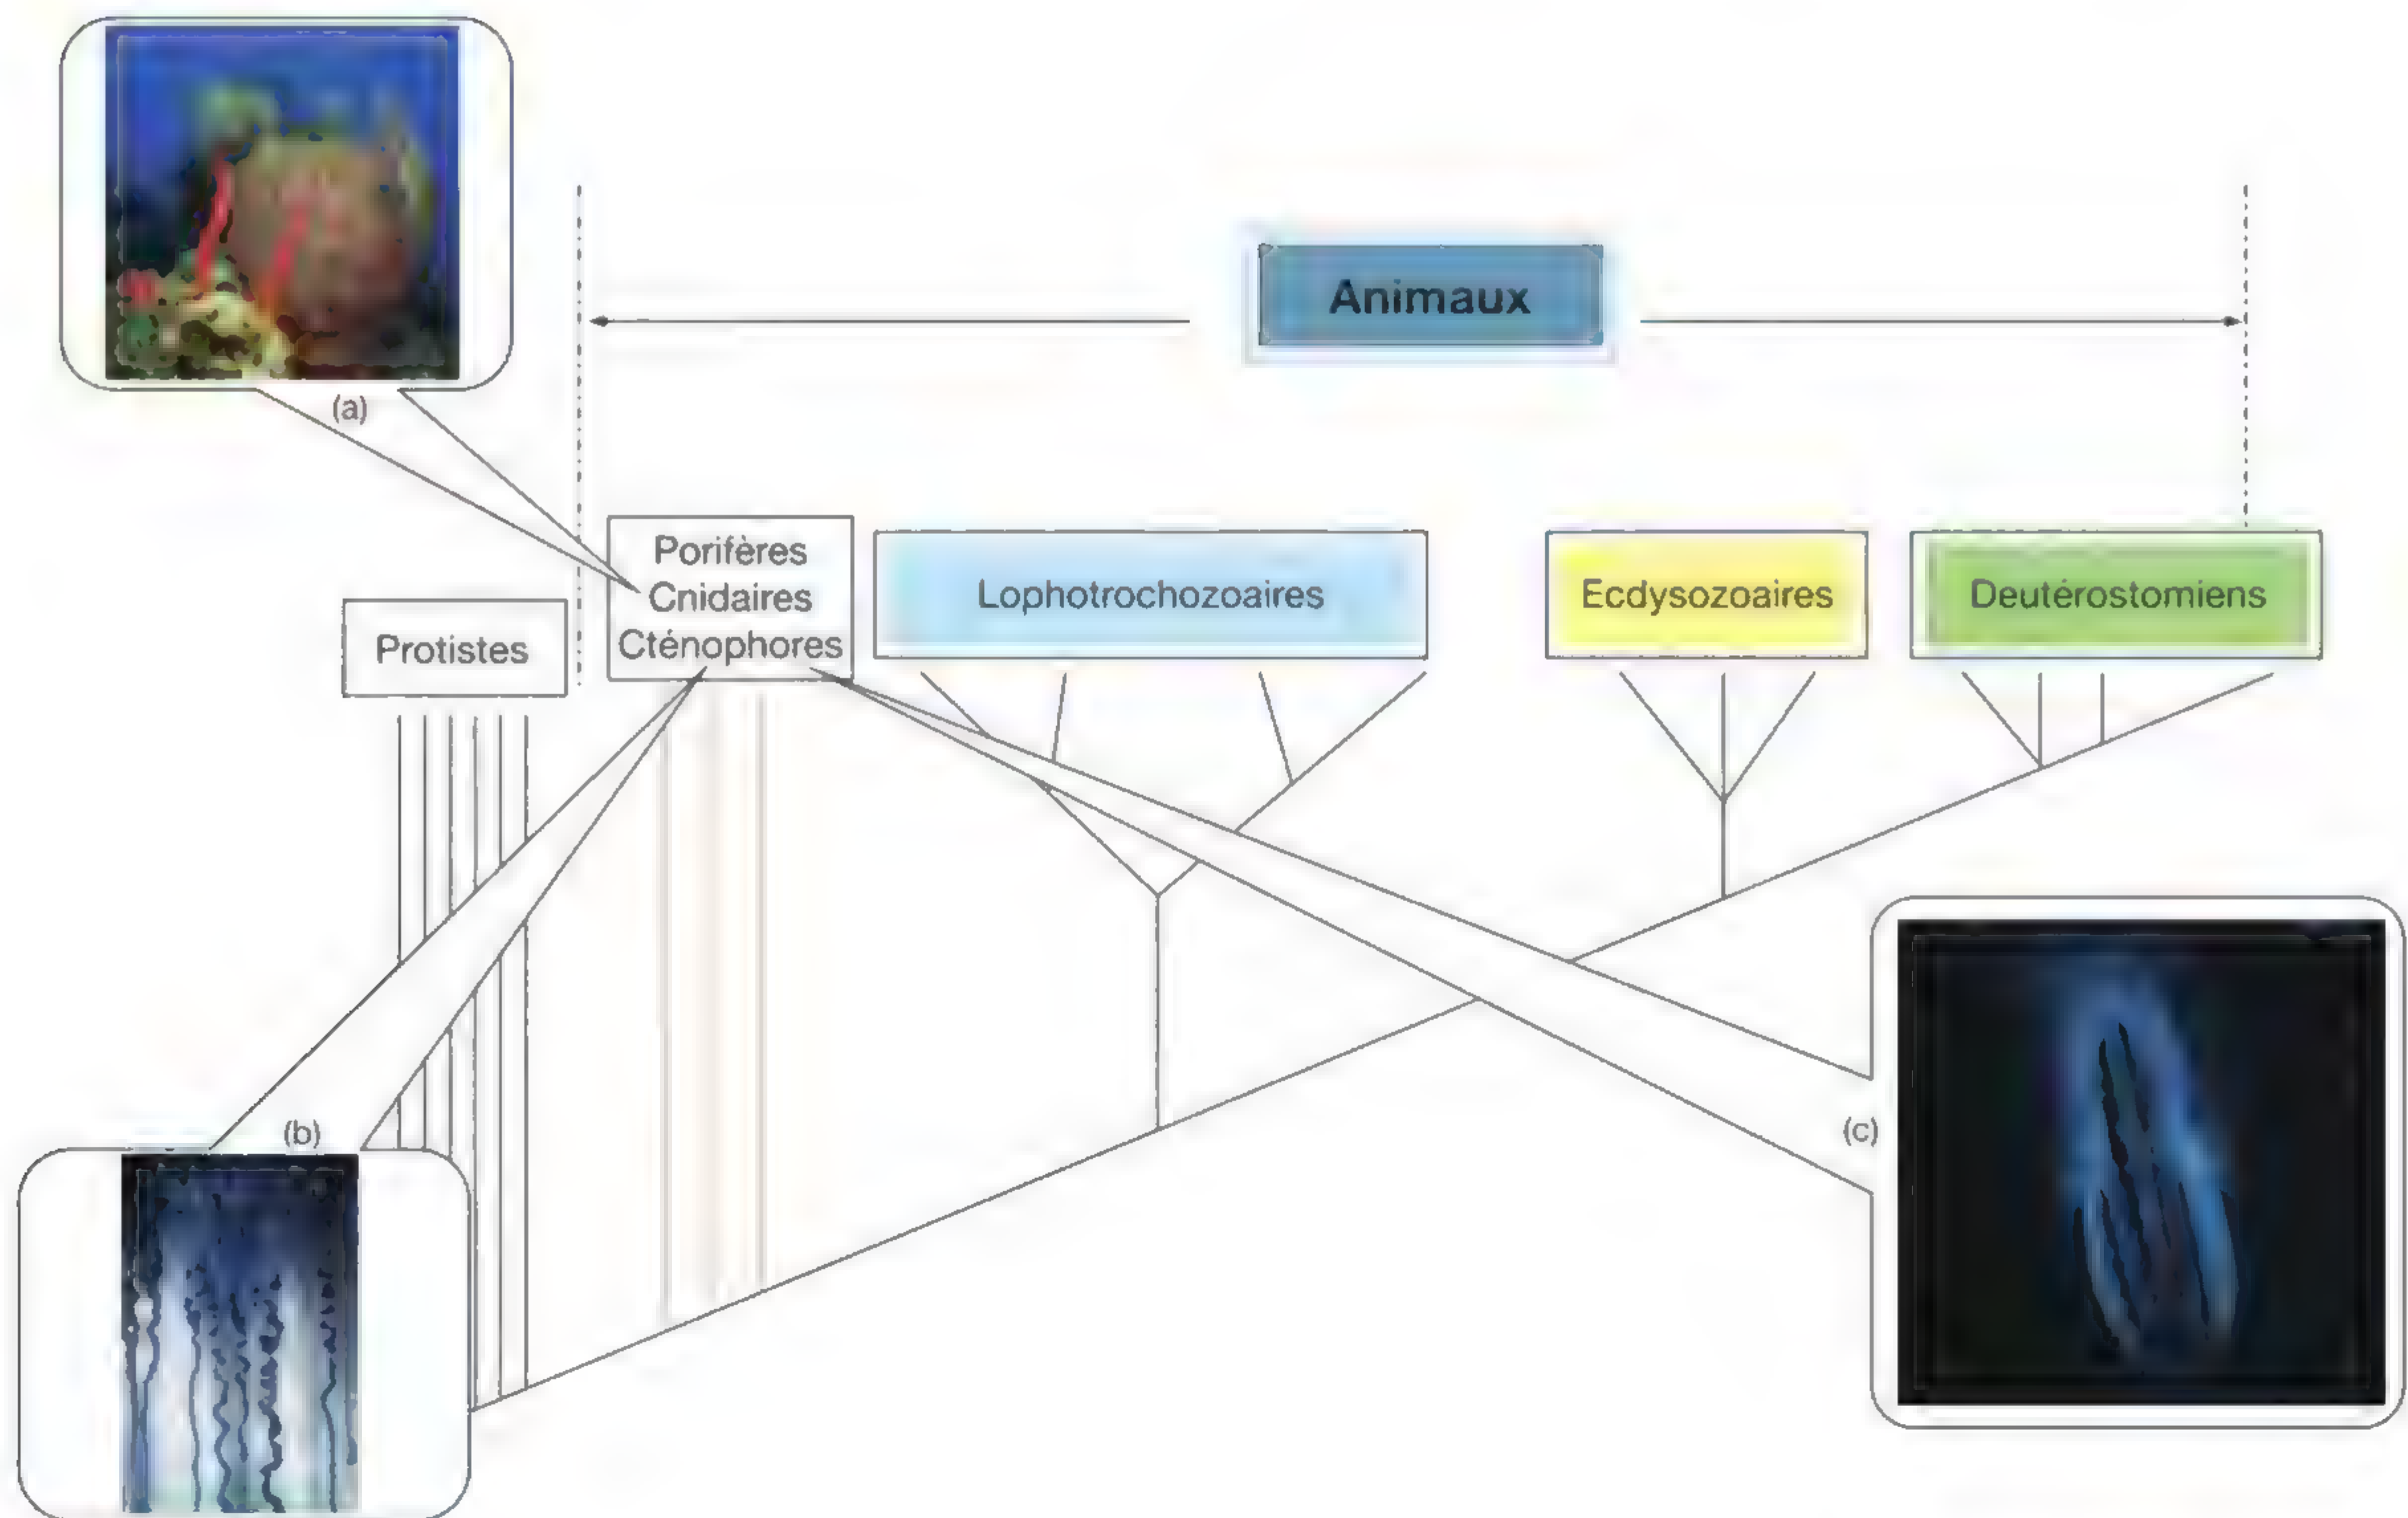 (a)
Animaux
Porifères
Cnidaires
Cténophores
Lophotrochozoaires
Ecdysozoaires
Deutérostomiens
Protistes
(b)
(c)